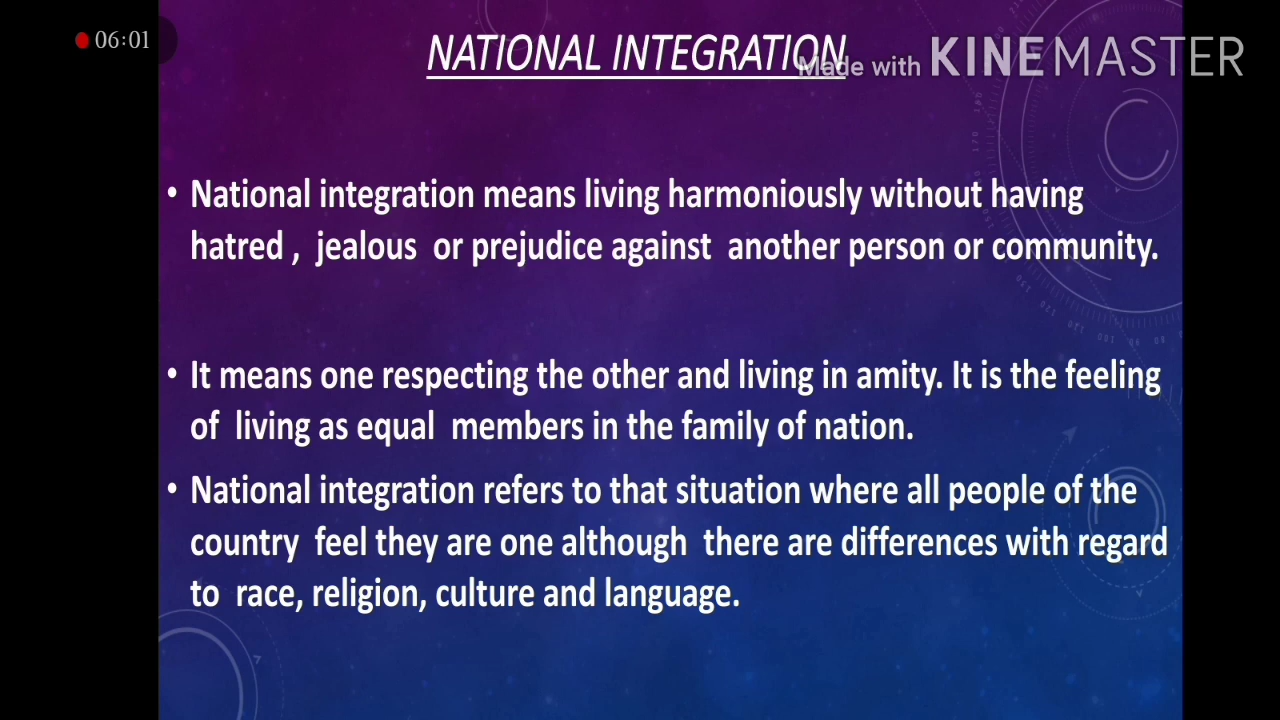 06:01
NATIONAL INTEGRATION
Made with KINEMASTER
• National integration means living harmoniously without having
hatred , jealous or prejudice against another person or community.
• It means one respecting the other and living in amity. It is the feeling
of living as equal members in the family of nation.
• National integration refers to that situation where all people of the
country feel they are one although there are differences with regard
to race, religion, culture and language.